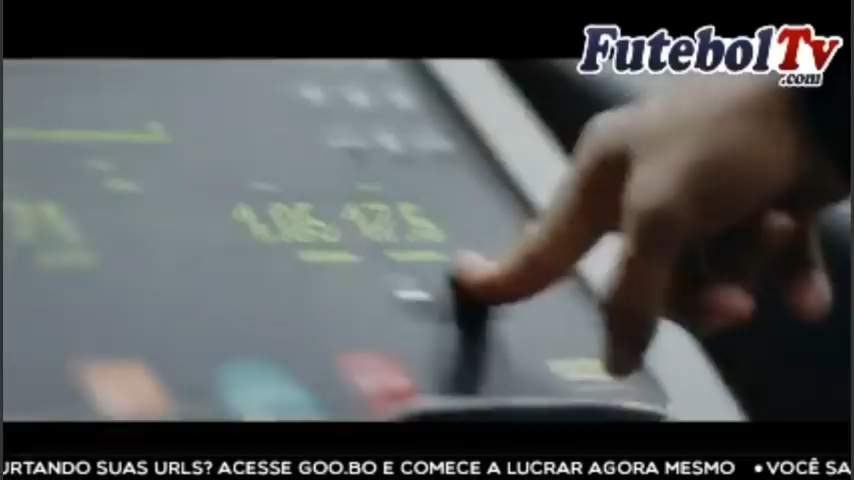 FutebolTv
.com
URTANDO SUAS URLS? ACESSE GOO.BO E COMECE A LUCRAR AGORA MESMO • VOCÊ SA